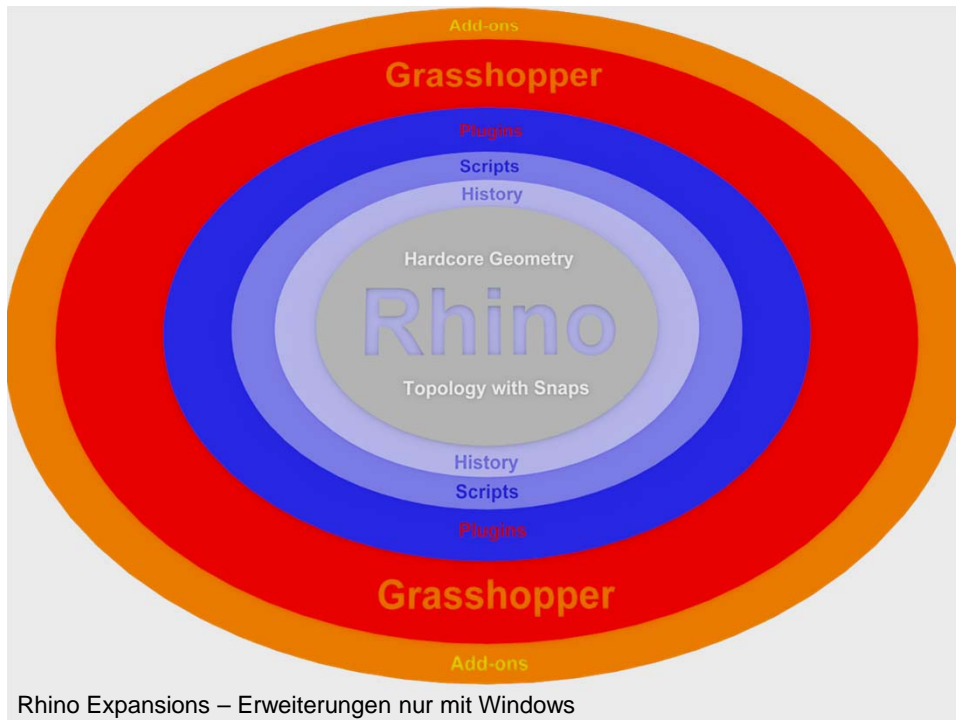 Add-ons
Grasshopper
Plugins
Scripts
History
Hardcore Geometry
Rhino
Topology with Snaps
History
Scripts
Plugins
Grasshopper
Add-ons
Rhino Expansions – Erweiterungen nur mit Windows